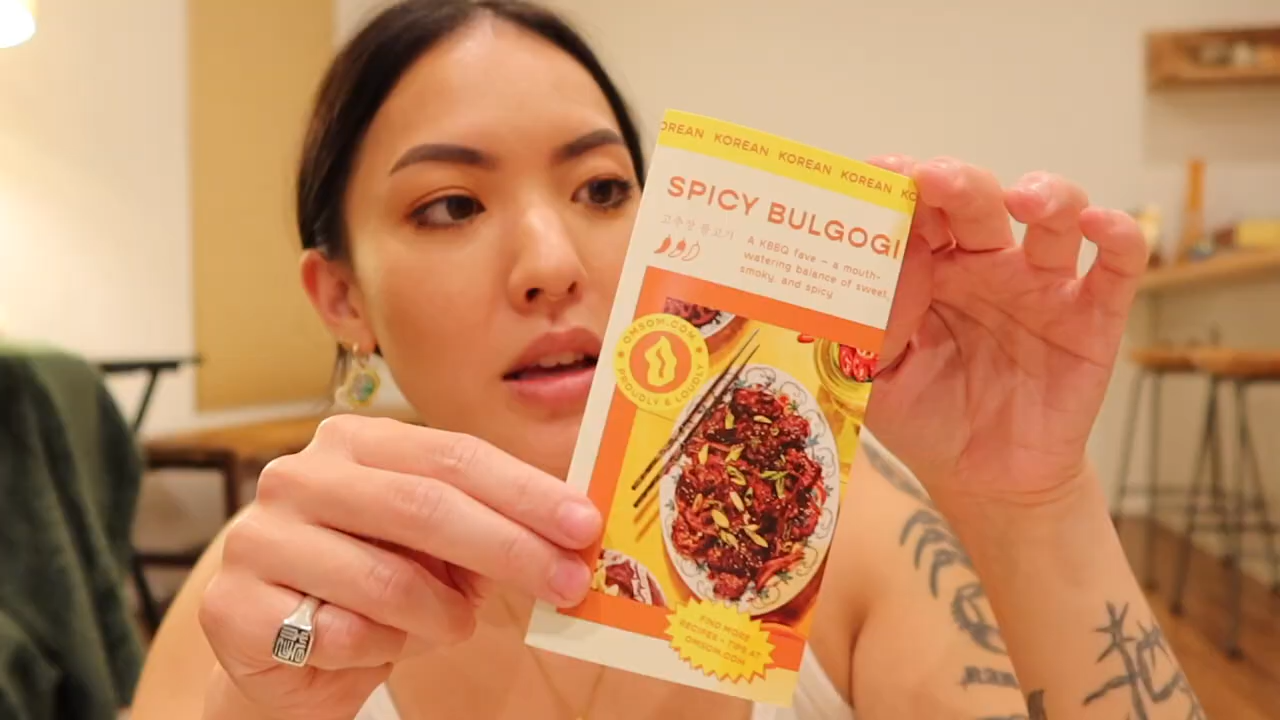 OREAN KOREAN KOREAN KOREAN KO
SPICY BULGOGI
고추장 불고기
A KBBQ fave – a mouth-
watering balance of sweet,
smoky, and spicy
OMSOM.COM
PROUDLY & LOUDLY
FIND MORE
RECIPES + TIPS AT
OMSOM.COM